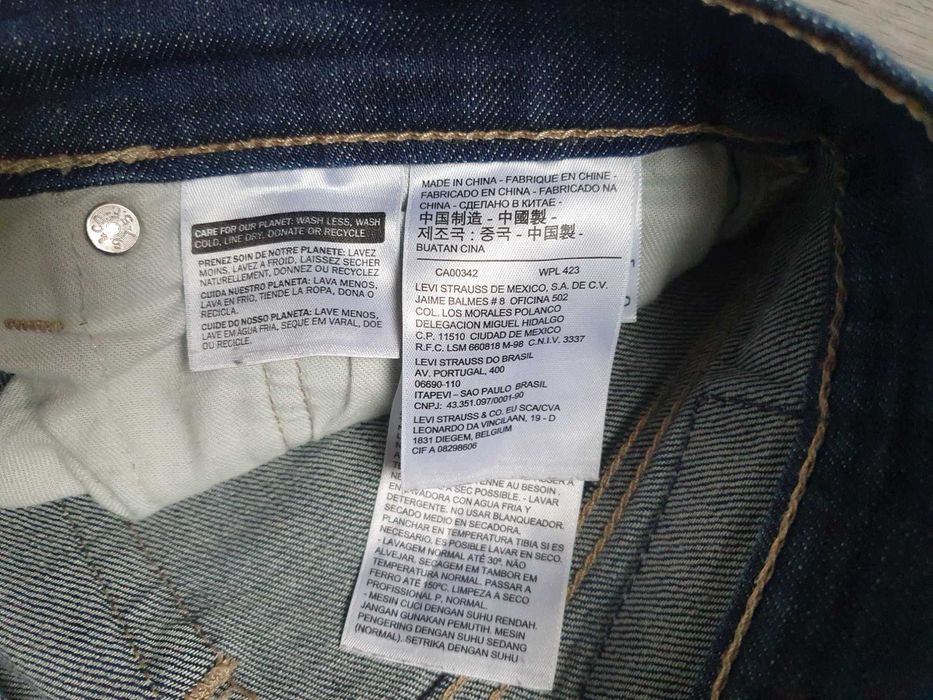 CARE FOR OUR PLANET: WASH LESS, WASH
COLD, LINE DRY, DONATE OR RECYCLE
PRENEZ SOIN DE NOTRE PLANETE: LAVEZ
MOINS, LAVEZ A FROID, LAISSEZ SECHER
NATURELLEMENT, DONNEZ OU RECYCLEZ
CUIDA NUESTRO PLANETA: LAVA MENOS,
LAVA EN FRIO, TIENDE LA ROPA, DONA O
RECICLA.
CUIDE DO NOSSO PLANETA: LAVE MENOS,
LAVE EM ÁGUA FRIA, SEQUE EM VARAL, DOE
OU RECICLE.
MADE IN CHINA - FABRIQUE EN CHINE -
FABRICADO EN CHINA - FABRICADO NA
CHINA - СДЕЛАНО В КИТАЕ -
中国制造 - 中國製 -
제조국 : 중국 - 中国製 -
BUATAN CINA
CA00342 WPL 423
LEVI STRAUSS DE MEXICO, S.A. DE C.V.
JAIME BALMES # 8 OFICINA 502
COL. LOS MORALES POLANCO
DELEGACION MIGUEL HIDALGO
C.P. 11510 CIUDAD DE MEXICO
R.F.C. LSM 660818 M-98 C.N.I.V. 3337
LEVI STRAUSS DO BRASIL
AV. PORTUGAL, 400
06690-110
ITAPEVI – SAO PAULO BRASIL
CNPJ: 43.351.097/0001-90
LEVI STRAUSS & CO. EU SCA/CVA
LEONARDO DA VINCILAAN, 19 - D
1831 DIEGEM, BELGIUM
CIF A 08298606
AU BESOIN .
A SEC POSSIBLE. - LAVAR
LAVADORA CON AGUA FRIA Y
DETERGENTE. NO USAR BLANQUEADOR.
SECADO MEDIO EN SECADORA.
PLANCHAR EN TEMPERATURA TIBIA SI ES
NECESARIO. ES POSIBLE LAVAR EN SECO.
- LAVAGEM NORMAL ATÉ 30º. NÃO
ALVEJAR. SECAGEM EM TAMBOR EM
TEMPERATURA NORMAL. PASSAR A
FERRO ATÉ 150ºC. LIMPEZA A SECO
PROFISSIONAL P. NORMAL.
- MESIN CUCI DENGAN SUHU RENDAH.
JANGAN GUNAKAN PEMUTIH. MESIN
PENGERING DENGAN SUHU SEDANG
(NORMAL). SETRIKA DENGAN SUHU